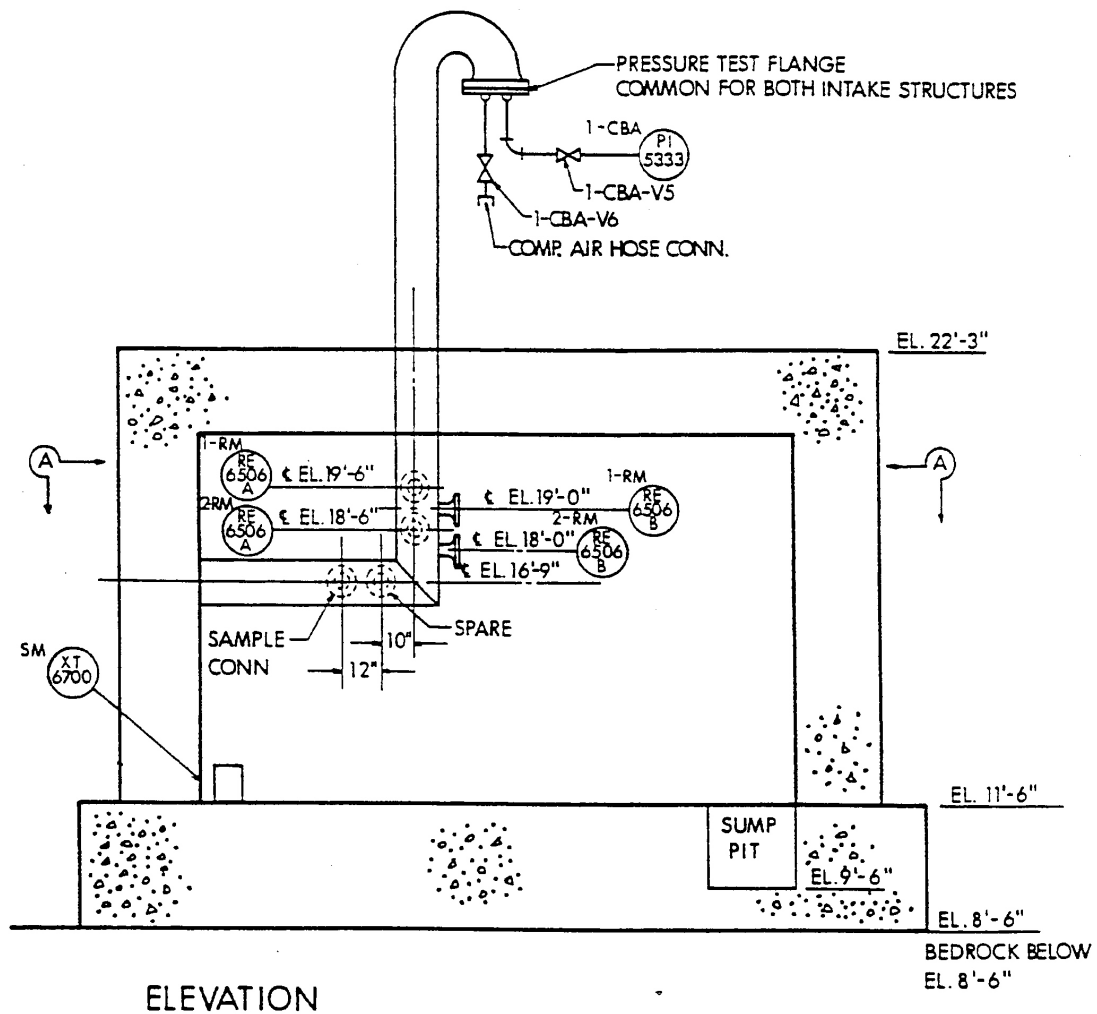 PRESSURE TEST FLANGE
COMMON FOR BOTH INTAKE STRUCTURES
1-CBA
PI
5333
1-CBA-V5
1-CBA-V6
COMP. AIR HOSE CONN.
EL. 22'-3"
A
A
1-RM
RE
6506
A
℄ EL.19'-6"
1-RM
℄ EL.19'-0"
RE
6506
B
2-RM
RE
6506
A
℄ EL.18'-6"
2-RM
℄ EL.18'-0"
RE
6506
B
℄ EL.16'-9"
SAMPLE
CONN
SPARE
10"
12"
SM
XT
6700
EL. 11'-6"
SUMP
PIT
EL.9'-6"
EL.8'-6"
BEDROCK BELOW
EL.8'-6"
ELEVATION